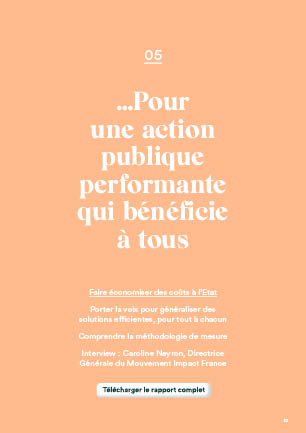 05
...Pour
une action
publique
performante
qui bénéficie
à tous
Faire économiser des coûts à l'Etat
Porter la voix pour généraliser des
solutions efficientes, pour tout à chacun
Comprendre la méthodologie de mesure
Interview : Caroline Neyron, Directrice
Générale du Mouvement Impact France
Télécharger le rapport complet